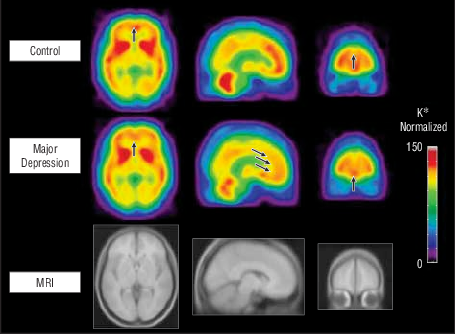 Control
Major
Depression
MRI
K*
Normalized
150
0